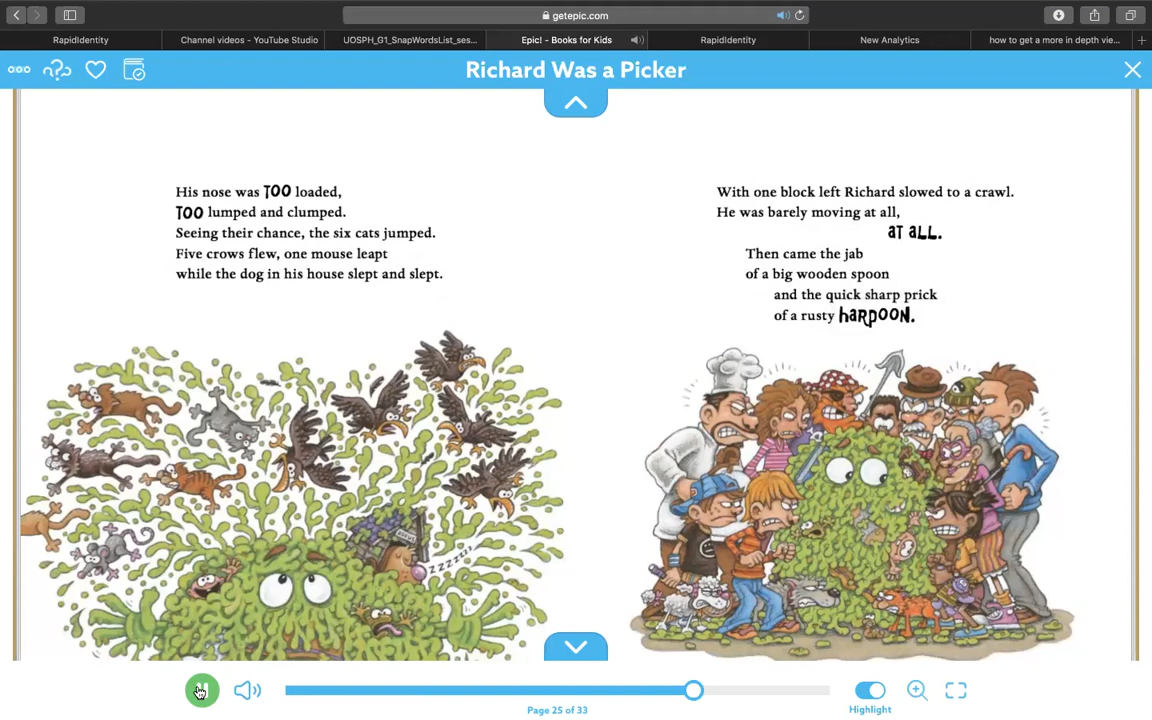 getepic.com
RapidIdentity
Channel videos - YouTube Studio
UOSPH_G1_SnapWordsList_ses...
Epic! - Books for Kids
RapidIdentity
New Analytics
how to get a more in depth vie...
Richard Was a Picker
His nose was TOO loaded,
TOO lumped and clumped.
Seeing their chance, the six cats jumped.
Five crows flew, one mouse leapt
while the dog in his house slept and slept.
With one block left Richard slowed to a crawl.
He was barely moving at all,
aT aLL.
Then came the jab
of a big wooden spoon
and the quick sharp prick
of a rusty haRPOON.
zzzzzz!
Page 25 of 33
Highlight